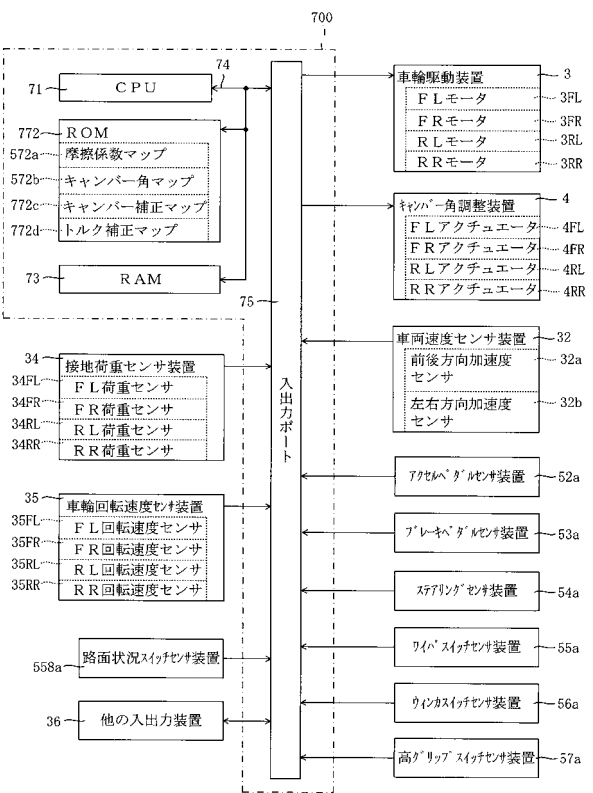 700
71
CPU
74
772
ROM
572a
摩擦係数マップ
572b
キャンバー角マップ
772c
キャンバー補正マップ
772d
トルク補正マップ
73
RAM
75
入出力ポート
34
接地荷重センサ装置
34FL
FL荷重センサ
34FR
FR荷重センサ
34RL
RL荷重センサ
34RR
RR荷重センサ
35
車輪回転速度センサ装置
35FL
FL回転速度センサ
35FR
FR回転速度センサ
35RL
RL回転速度センサ
35RR
RR回転速度センサ
558a
路面状況スイッチセンサ装置
36
他の入出力装置
車輪駆動装置
3
FLモータ
3FL
FRモータ
3FR
RLモータ
3RL
RRモータ
3RR
キャンバー角調整装置
4
FLアクチュエータ
4FL
FRアクチュエータ
4FR
RLアクチュエータ
4RL
RRアクチュエータ
4RR
車両速度センサ装置
32
前後方向加速度
センサ
32a
左右方向加速度
センサ
32b
アクセルペダルセンサ装置
52a
ブレーキペダルセンサ装置
53a
ステアリングセンサ装置
54a
ワイパスイッチセンサ装置
55a
ウィンカスイッチセンサ装置
56a
高グリップスイッチセンサ装置
57a